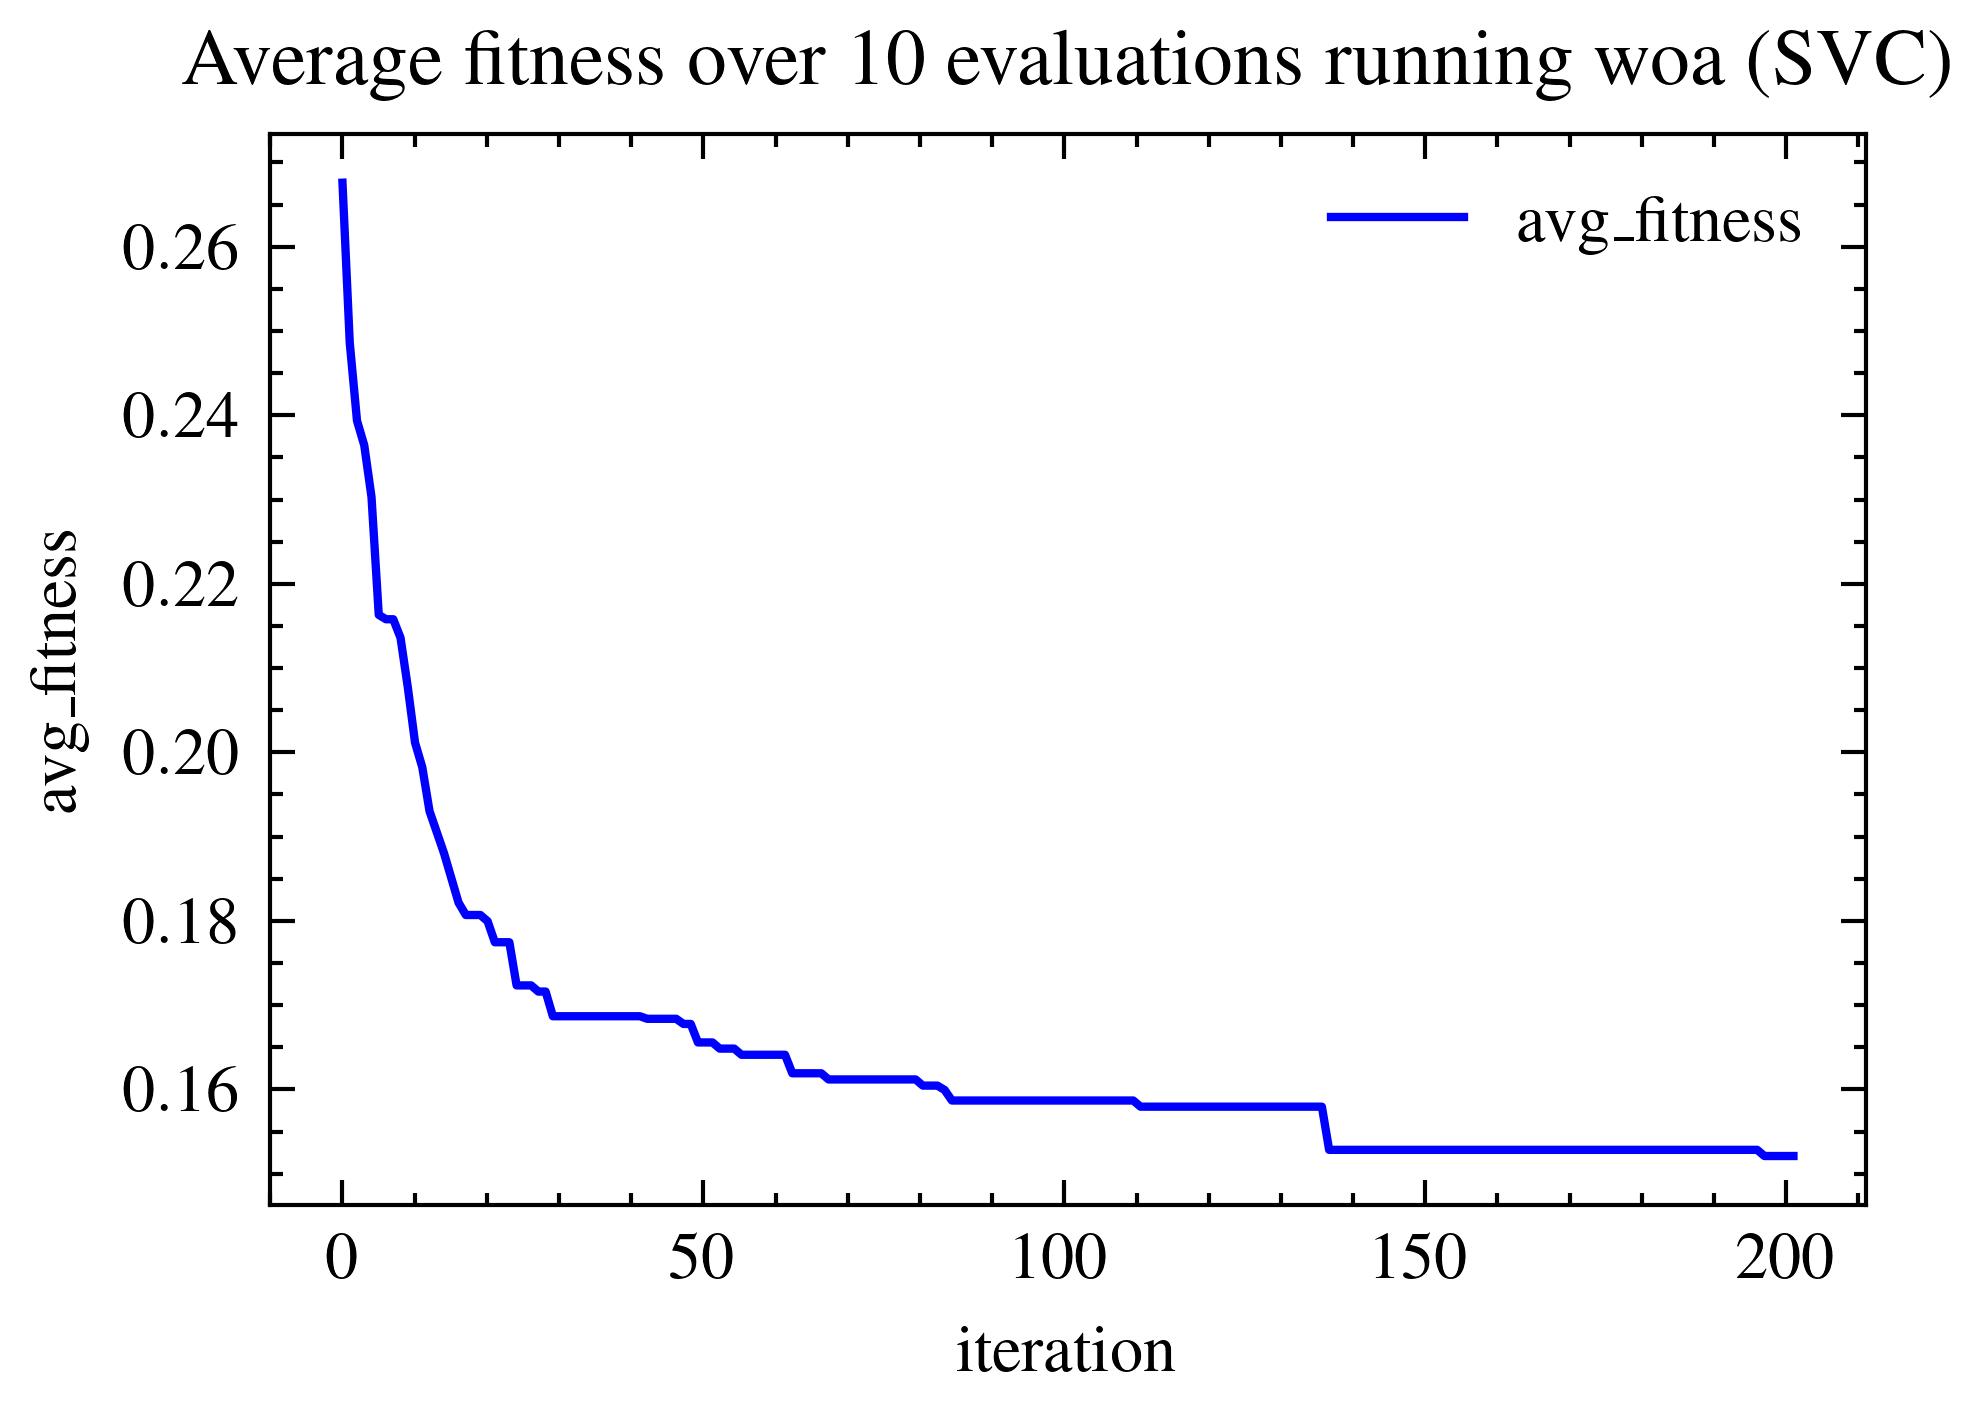 Average fitness over 10 evaluations running woa (SVC)
avg_fitness
0.26
0.24
0.22
0.20
0.18
0.16
avg_fitness
0 50 100 150 200
iteration